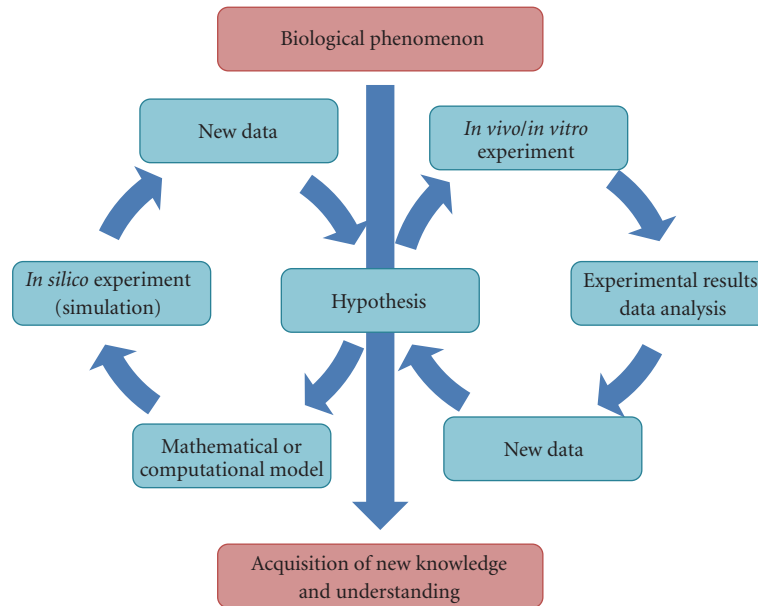 Biological phenomenon
New data
In vivo/in vitro
experiment
In silico experiment
(simulation)
Hypothesis
Experimental results
data analysis
Mathematical or
computational model
New data
Acquisition of new knowledge
and understanding